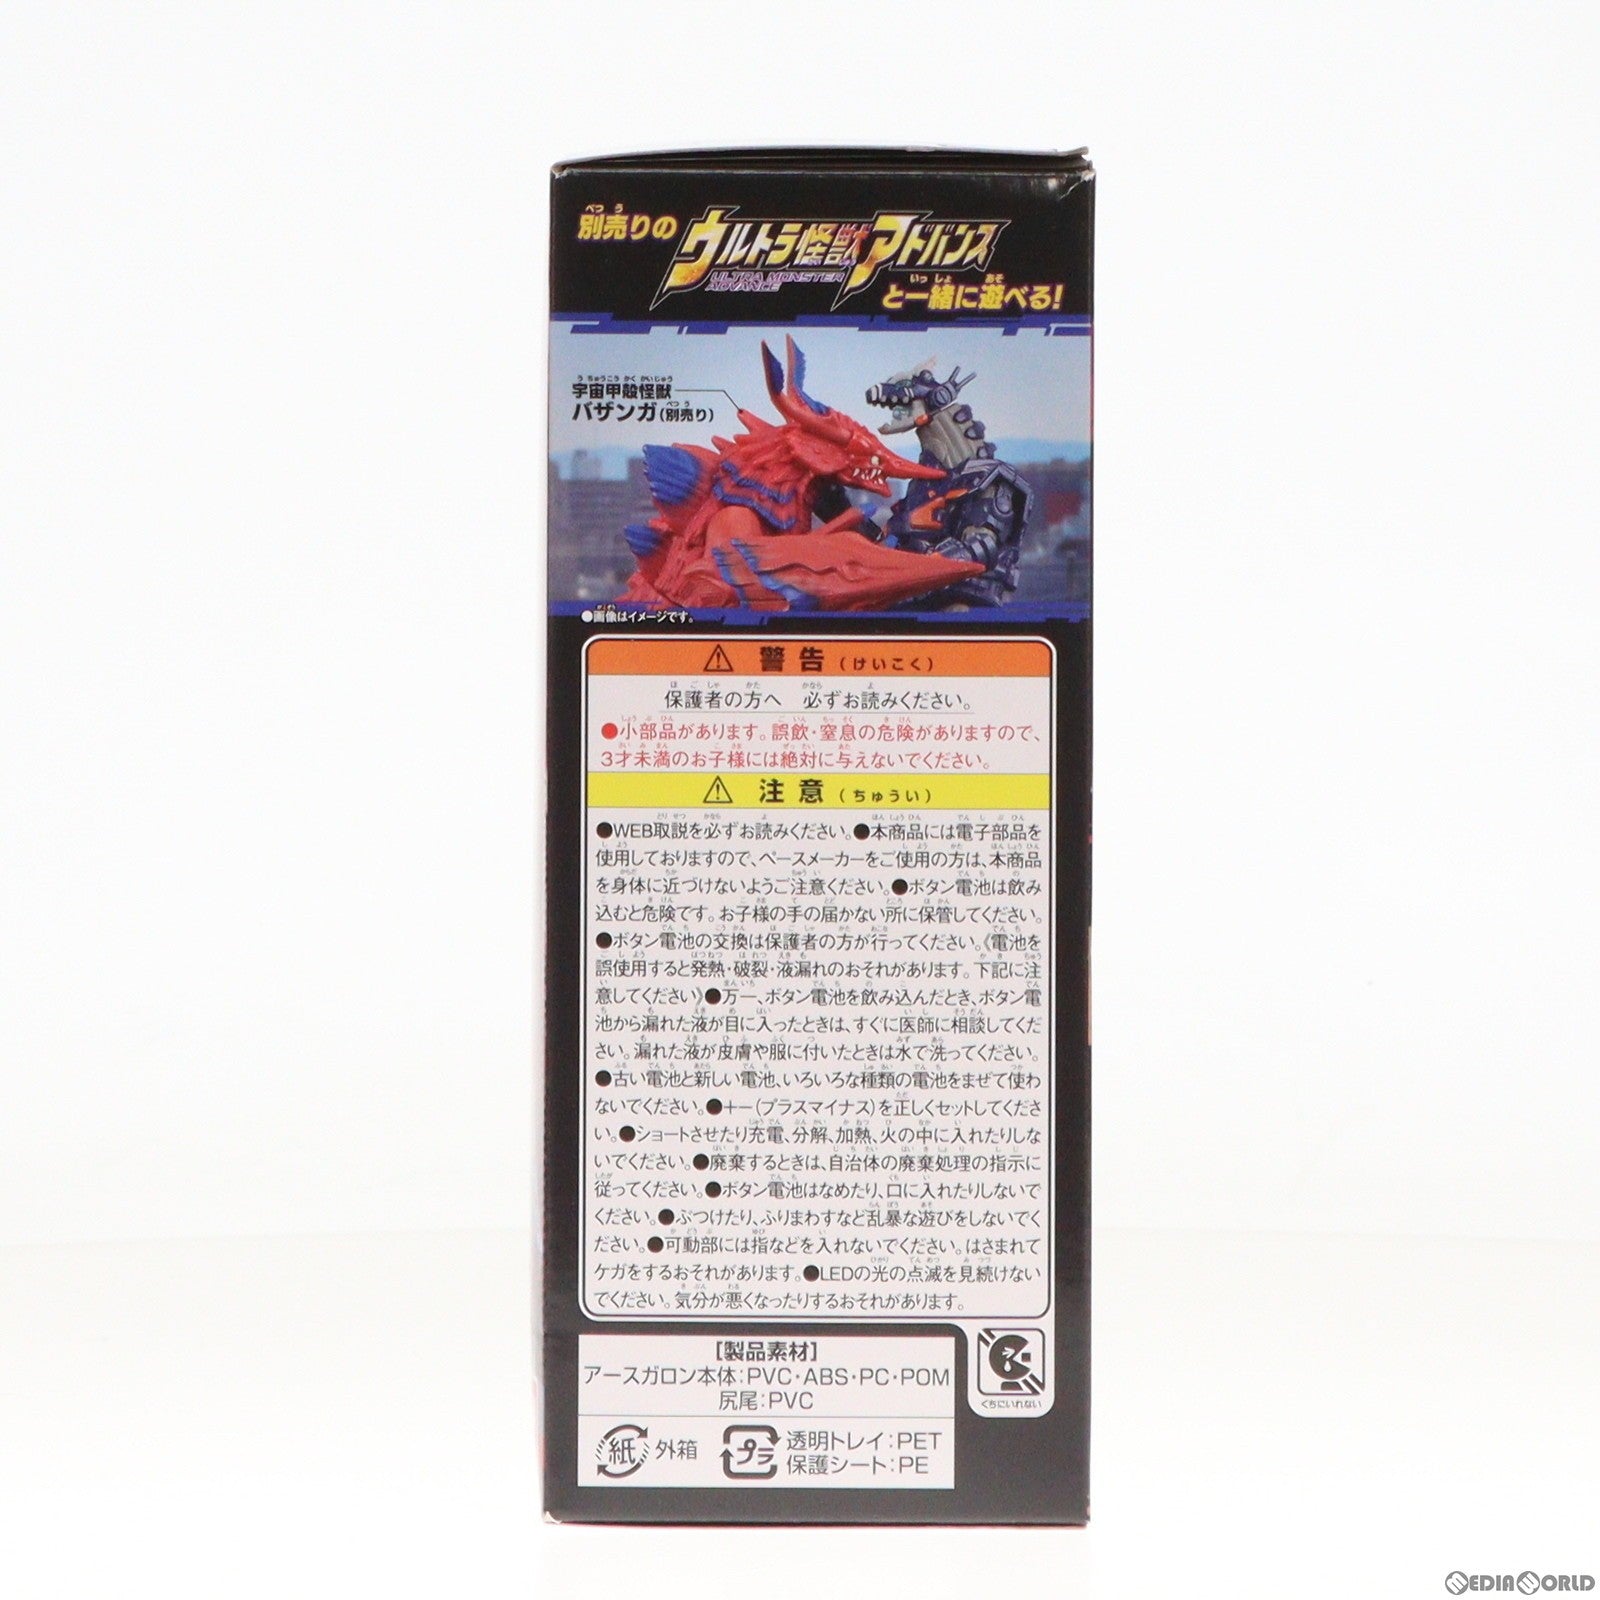 別売りの
ウルトラ怪獣アドバンス
ULTRA MONSTER
ADVANCE
と一緒に遊べる!
宇宙甲殻怪獣
バザンガ(別売り)
●画像はイメージです。
警告(けいこく)
保護者の方へ 必ずお読みください。
●小部品があります。誤飲・窒息の危険がありますので、
3才未満のお子様には絶対に与えないでください。
注意(ちゅうい)
●WEB取説を必ずお読みください。●本商品には電子部品を
使用しておりますので、ペースメーカーをご使用の方は、本商品
を身体に近づけないようご注意ください。●ボタン電池は飲み
込むと危険です。お子様の手の届かない所に保管してください。
●ボタン電池の交換は保護者の方が行ってください。《電池を
誤使用すると発熱・破裂・液漏れのおそれがあります。下記に注
意してください》●万一、ボタン電池を飲み込んだとき、ボタン電
池から漏れた液が目に入ったときは、すぐに医師に相談してくだ
さい。漏れた液が皮膚や服に付いたときは水で洗ってください。
●古い電池と新しい電池、いろいろな種類の電池をまぜて使わ
ないでください。●+−(プラスマイナス)を正しくセットしてくださ
い。●ショートさせたり充電、分解、加熱、火の中に入れたりしな
いでください。●廃棄するときは、自治体の廃棄処理の指示に
従ってください。●ボタン電池はなめたり、口に入れたりしないで
ください。●ぶつけたり、ふりまわすなど乱暴な遊びをしないでく
ださい。●可動部には指などを入れないでください。はさまれて
ケガをするおそれがあります。●LEDの光の点滅を見続けない
でください。気分が悪くなったりするおそれがあります。
くちにいれない
[製品素材]
アースガロン本体:PVC・ABS・PC・POM
尻尾:PVC
紙 外箱
プラ 透明トレイ:PET
保護シート:PE
MEDIAWORLD